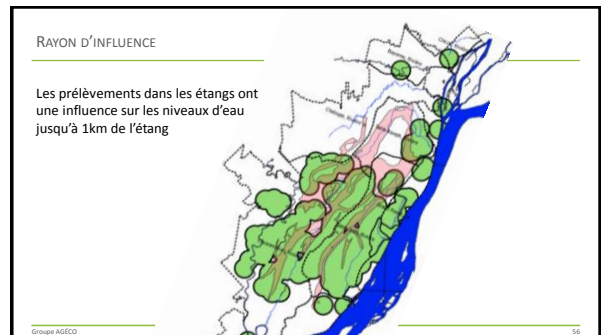 RAYON D'INFLUENCE
Les prélèvements dans les étangs ont
une influence sur les niveaux d'eau
jusqu'à 1km de l'étang
Groupe AGÉCO
56